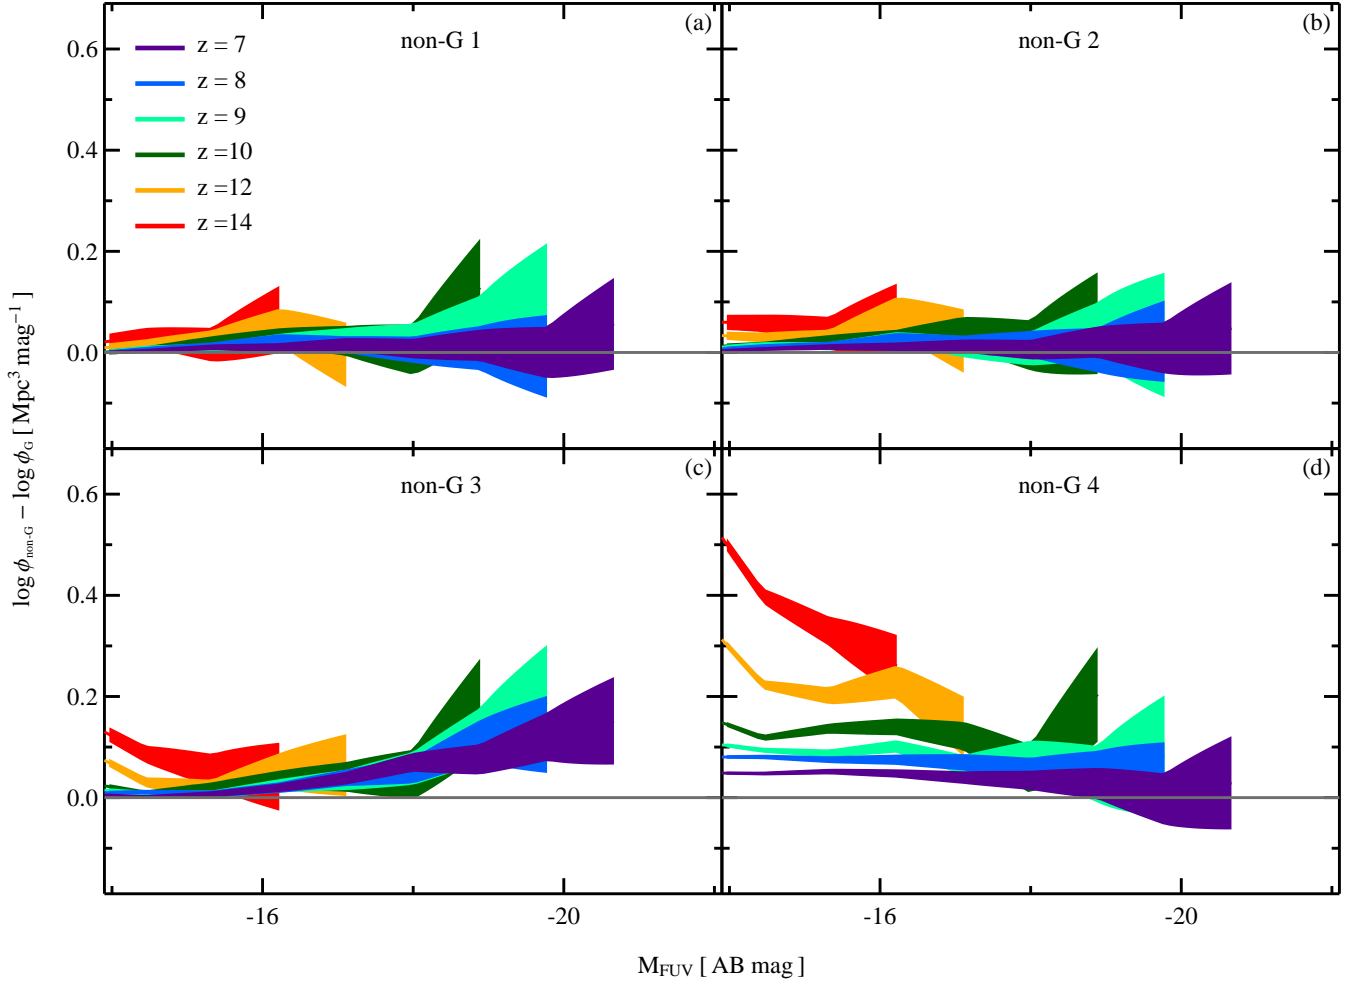 (a)
non-G 1
z = 7
z = 8
z = 9
z =10
z =12
z =14
(b)
non-G 2
0.6
0.4
0.2
0.0
(c)
non-G 3
(d)
non-G 4
0.6
0.4
0.2
0.0
log ϕnon-G − log ϕG [ Mpc³ mag⁻¹ ]
-16
-20
-16
-20
MFUV [ AB mag ]